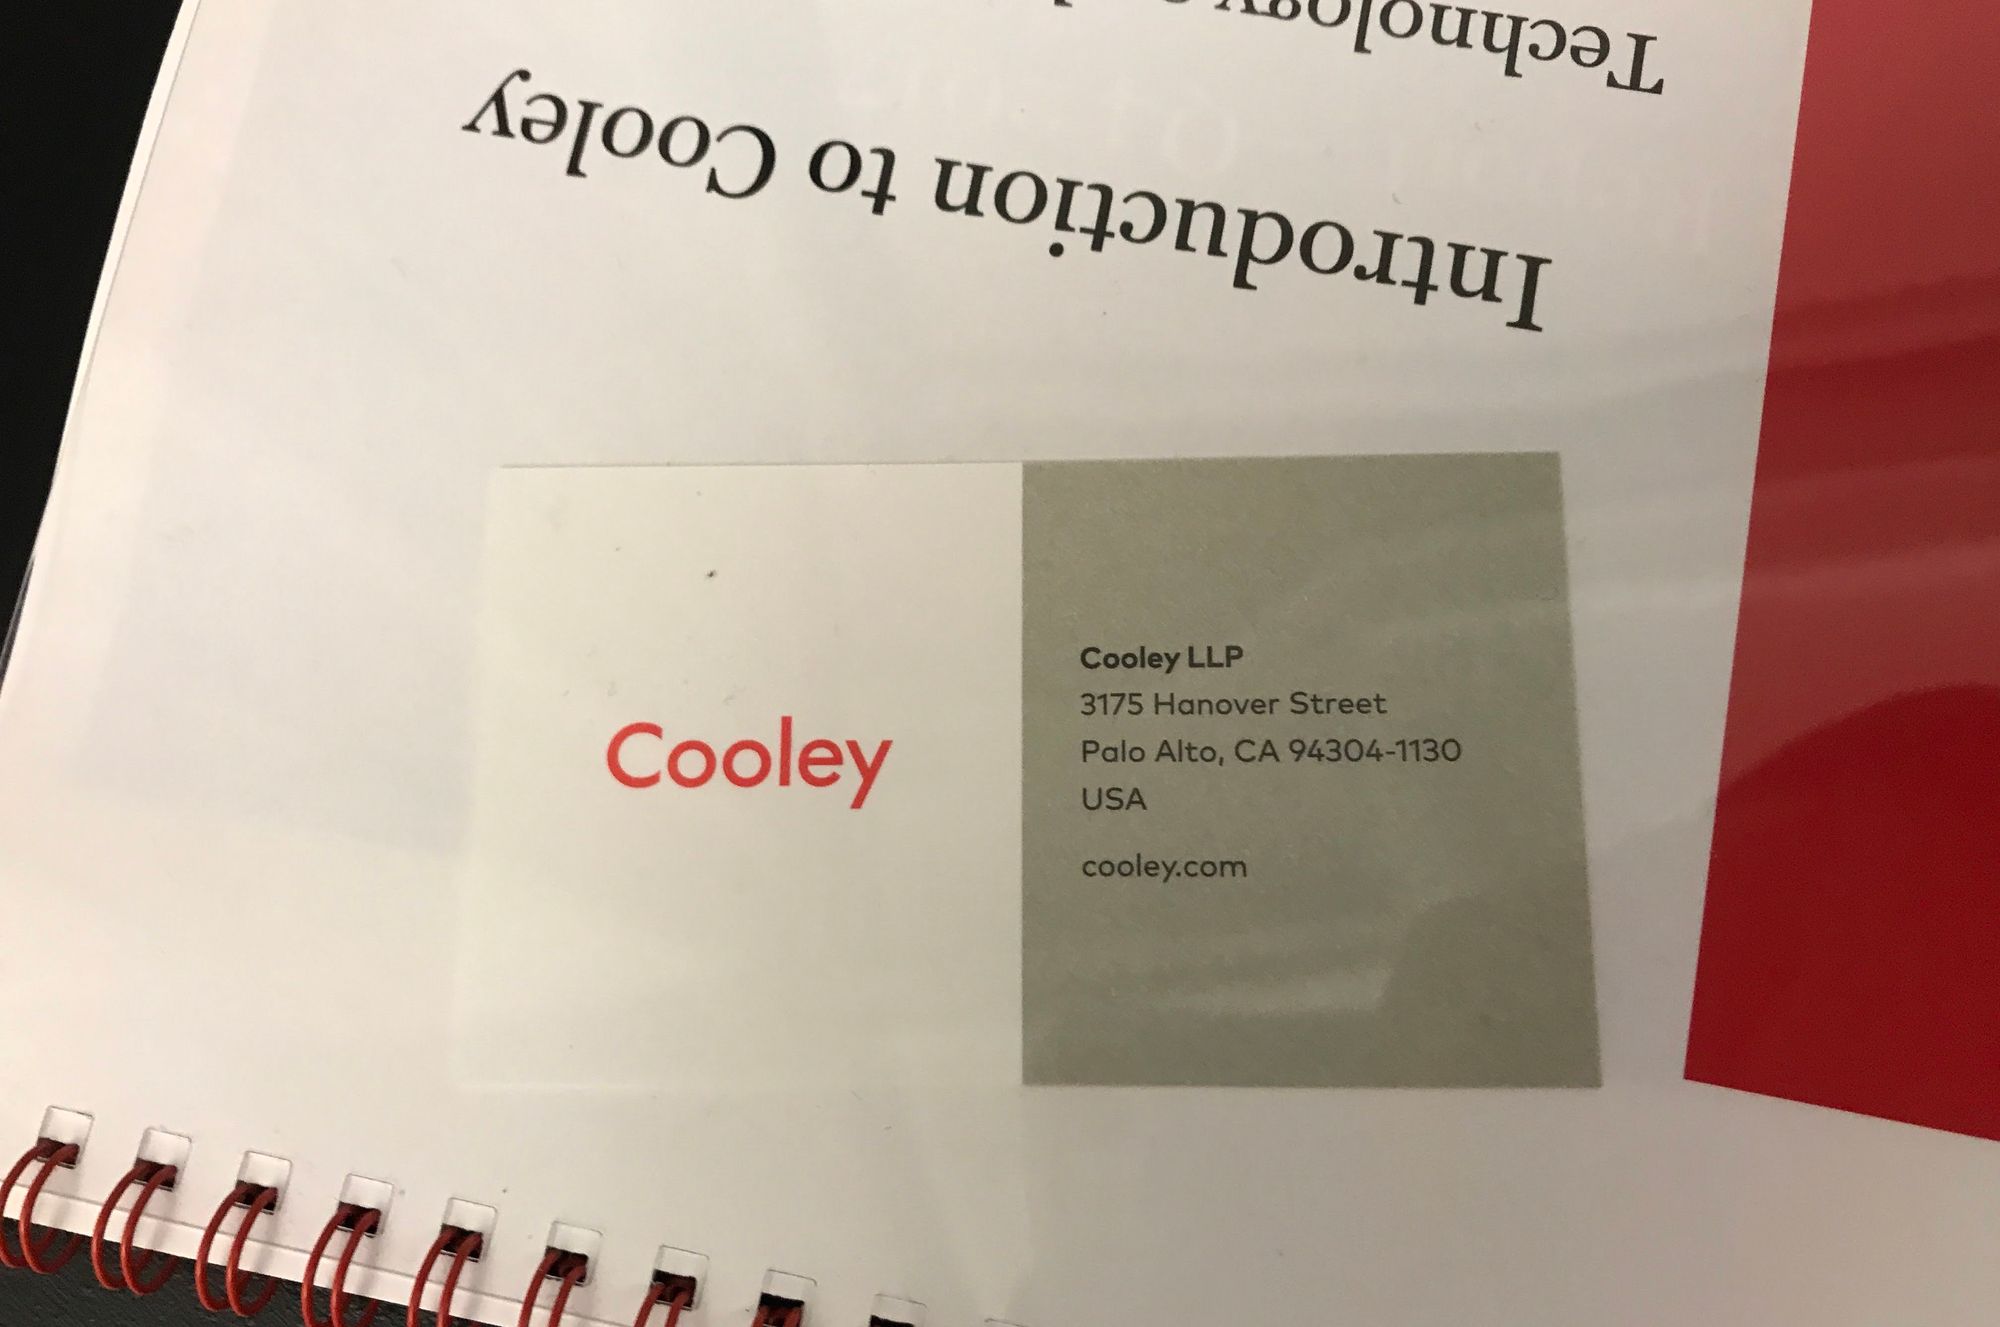 Introduction to Cooley
Cooley
Cooley LLP
3175 Hanover Street
Palo Alto, CA 94304-1130
USA
cooley.com
Technology